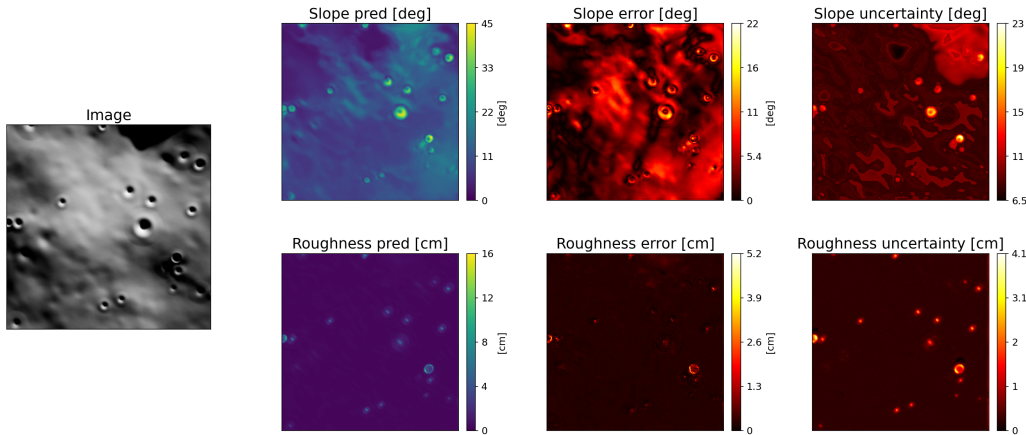 Image
Slope pred [deg]
45
33
22
11
0
[deg]
Slope error [deg]
22
16
11
5.4
0
[deg]
Slope uncertainty [deg]
23
19
15
11
6.5
Roughness pred [cm]
16
12
8
4
0
[cm]
Roughness error [cm]
5.2
3.9
2.6
1.3
0
[cm]
Roughness uncertainty [cm]
4.1
3.1
2
1
0